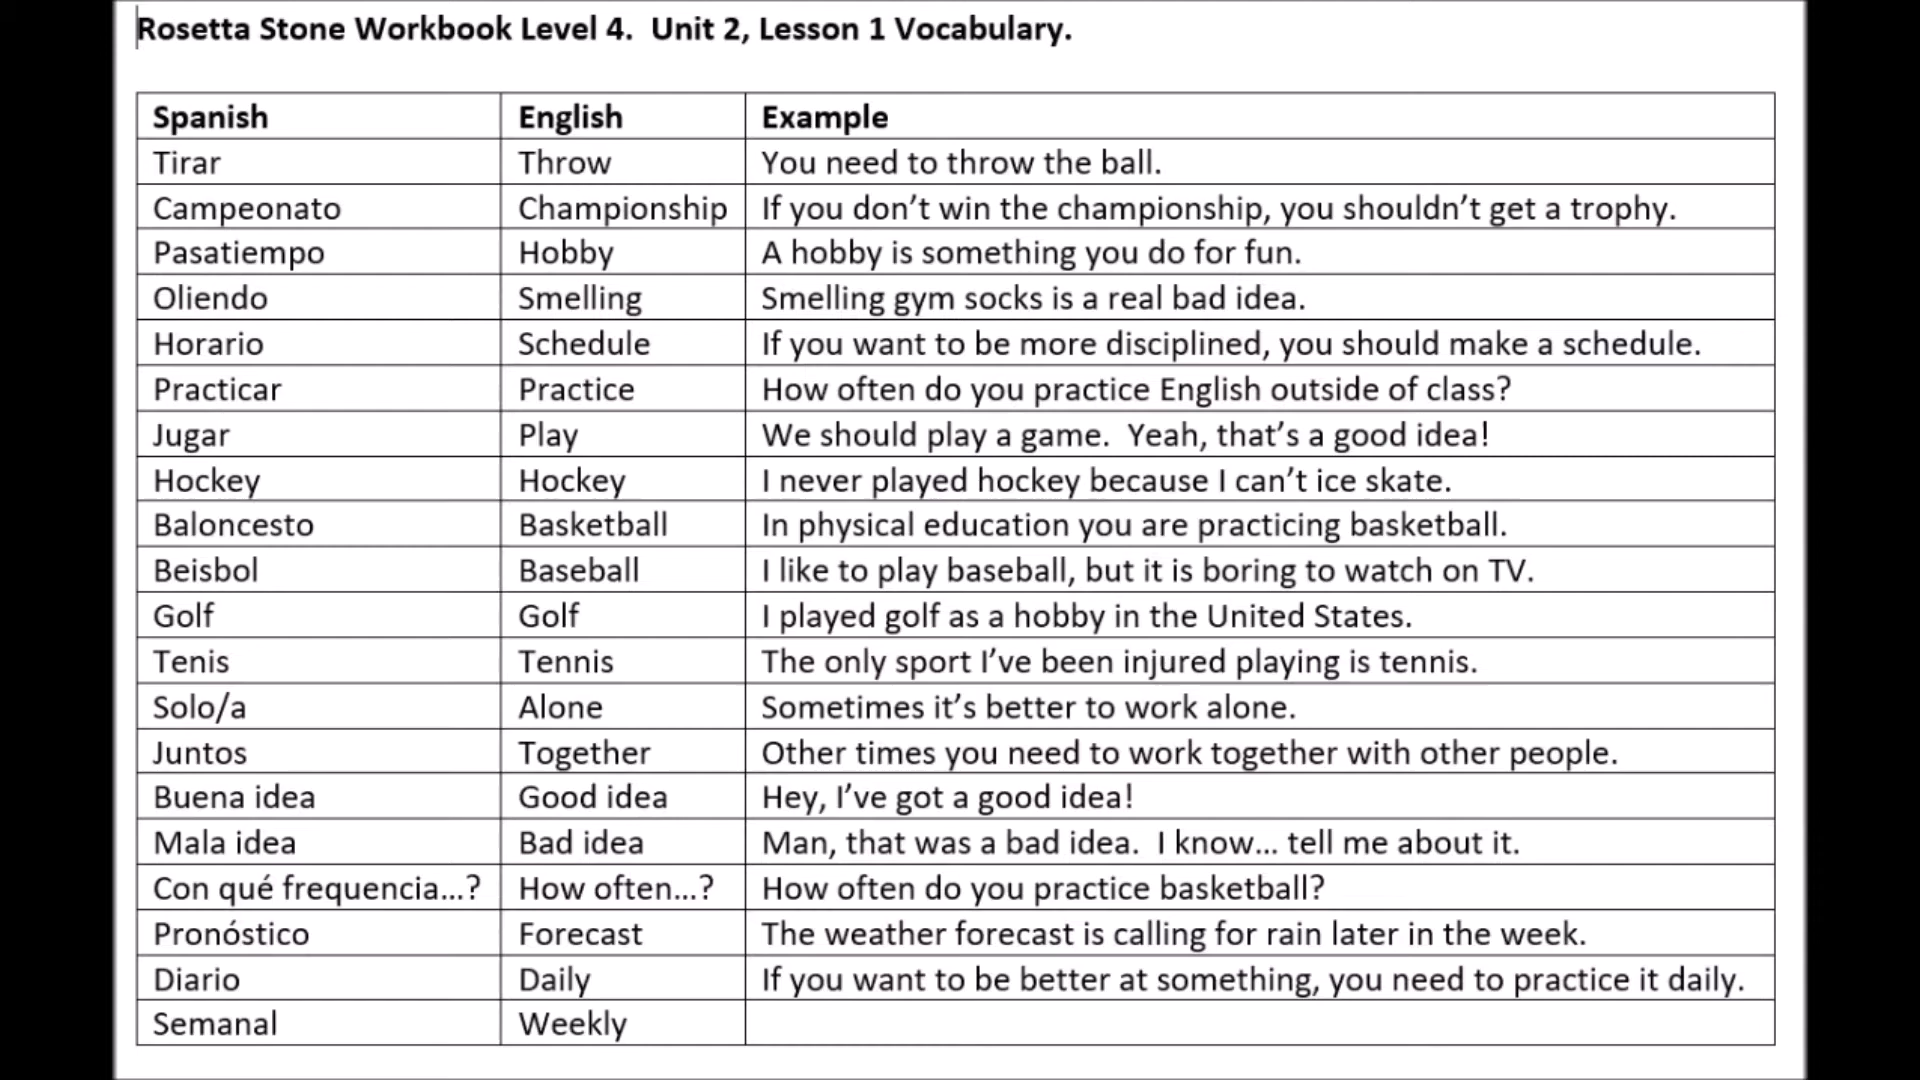 Rosetta Stone Workbook Level 4.  Unit 2, Lesson 1 Vocabulary.
Spanish English Example
Tirar Throw You need to throw the ball.
Campeonato Championship If you don’t win the championship, you shouldn’t get a trophy.
Pasatiempo Hobby A hobby is something you do for fun.
Oliendo Smelling Smelling gym socks is a real bad idea.
Horario Schedule If you want to be more disciplined, you should make a schedule.
Practicar Practice How often do you practice English outside of class?
Jugar Play We should play a game.  Yeah, that’s a good idea!
Hockey Hockey I never played hockey because I can’t ice skate.
Baloncesto Basketball In physical education you are practicing basketball.
Beisbol Baseball I like to play baseball, but it is boring to watch on TV.
Golf Golf I played golf as a hobby in the United States.
Tenis Tennis The only sport I’ve been injured playing is tennis.
Solo/a Alone Sometimes it’s better to work alone.
Juntos Together Other times you need to work together with other people.
Buena idea Good idea Hey, I’ve got a good idea!
Mala idea Bad idea Man, that was a bad idea.  I know… tell me about it.
Con qué frequencia…? How often…? How often do you practice basketball?
Pronóstico Forecast The weather forecast is calling for rain later in the week.
Diario Daily If you want to be better at something, you need to practice it daily.
Semanal Weekly